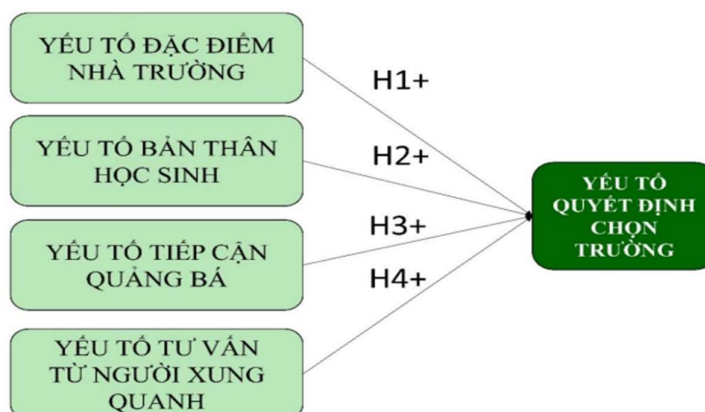 YẾU TỐ ĐẶC ĐIỂM
NHÀ TRƯỜNG
H1+
YẾU TỐ BẢN THÂN
HỌC SINH
H2+
YẾU TỐ TIẾP CẬN
QUẢNG BÁ
H3+
YẾU TỐ TƯ VẤN
TỪ NGƯỜI XUNG
QUANH
H4+
YẾU TỐ
QUYẾT ĐỊNH
CHỌN
TRƯỜNG